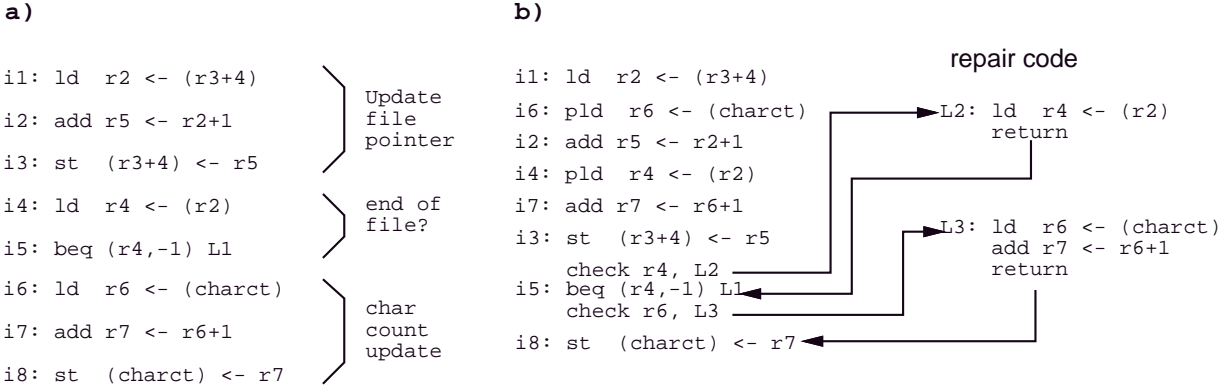 a)
i1: ld r2 <- (r3+4)
i2: add r5 <- r2+1
i3: st (r3+4) <- r5
Update
file
pointer
i4: ld r4 <- (r2)
i5: beq (r4,-1) L1
end of
file?
i6: ld r6 <- (charct)
i7: add r7 <- r6+1
i8: st (charct) <- r7
char
count
update
b)
i1: ld r2 <- (r3+4)
i6: pld r6 <- (charct)
i2: add r5 <- r2+1
i4: pld r4 <- (r2)
i7: add r7 <- r6+1
i3: st (r3+4) <- r5
check r4, L2
i5: beq (r4,-1) L1
check r6, L3
i8: st (charct) <- r7
repair code
L2: ld r4 <- (r2)
return
L3: ld r6 <- (charct)
add r7 <- r6+1
return